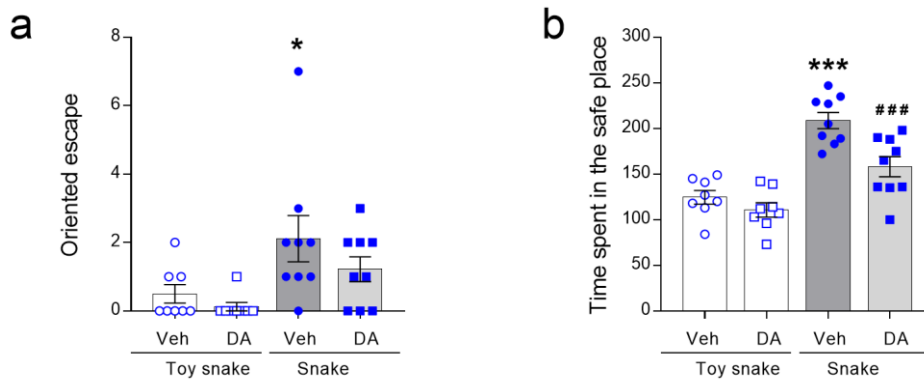 a
Oriented escape
8
6
4
2
0
*
Veh
DA
Veh
DA
Toy snake
Snake
b
Time spent in the safe place
300
250
200
150
100
50
0
***
###
Veh
DA
Veh
DA
Toy snake
Snake